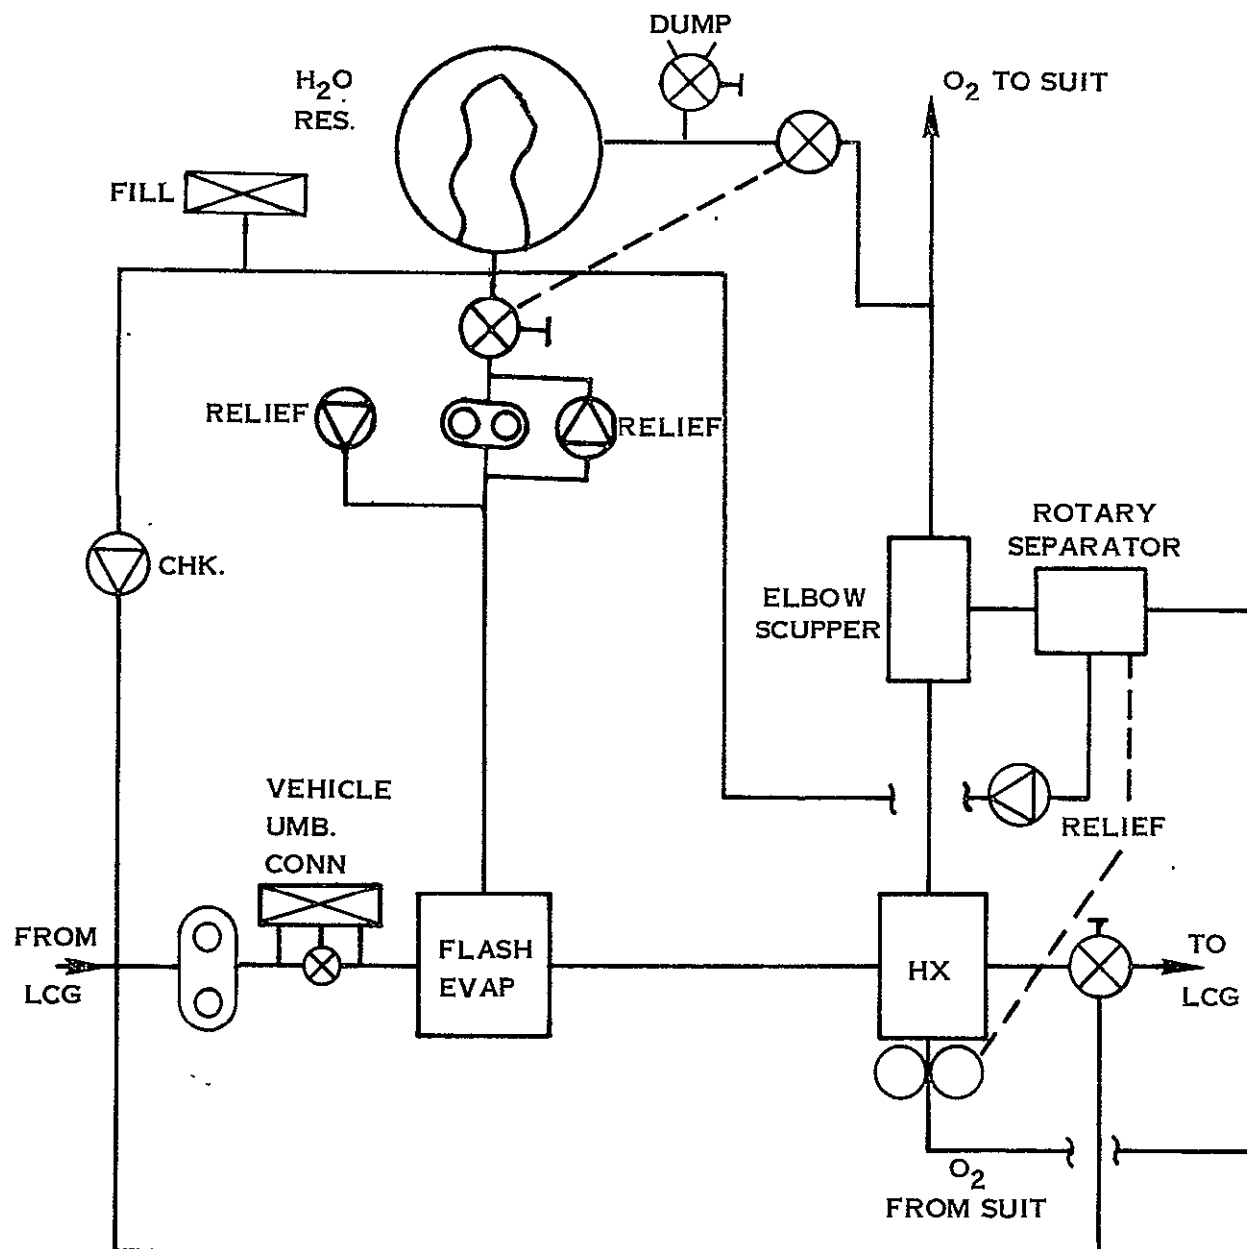 DUMP
H₂O
RES.
O₂ TO SUIT
FILL
RELIEF
RELIEF
CHK.
ROTARY
SEPARATOR
ELBOW
SCUPPER
VEHICLE
UMB.
CONN
RELIEF
FROM
LCG
FLASH
EVAP
HX
TO
LCG
O₂
FROM SUIT